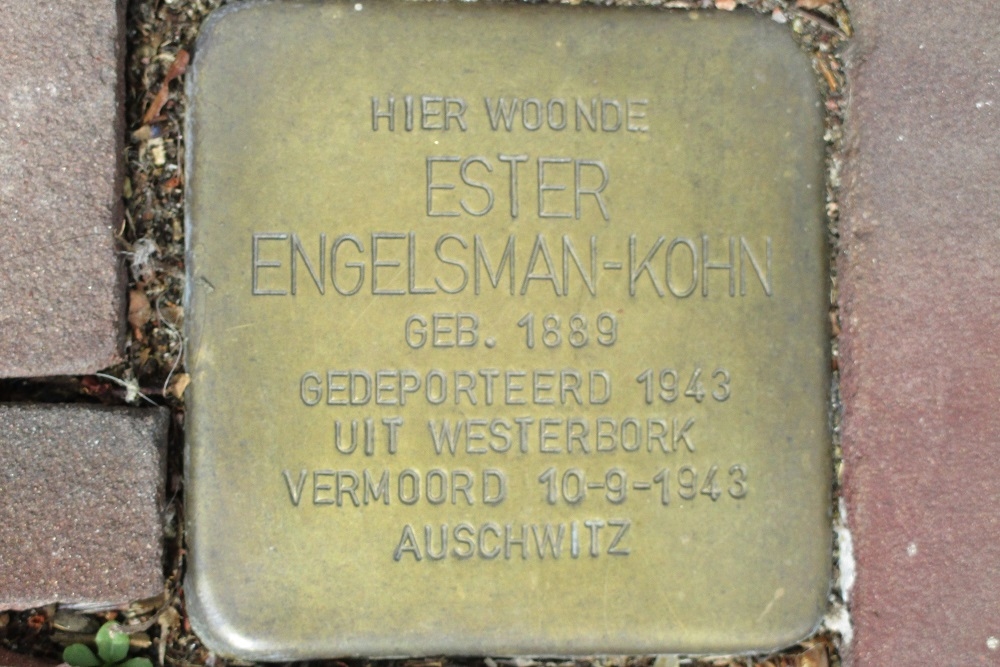 HIER WOONDE
ESTER
ENGELSMAN-KOHN
GEB. 1889
GEDEPORTEERD 1943
UIT WESTERBORK
VERMOORD 10-9-1943
AUSCHWITZ